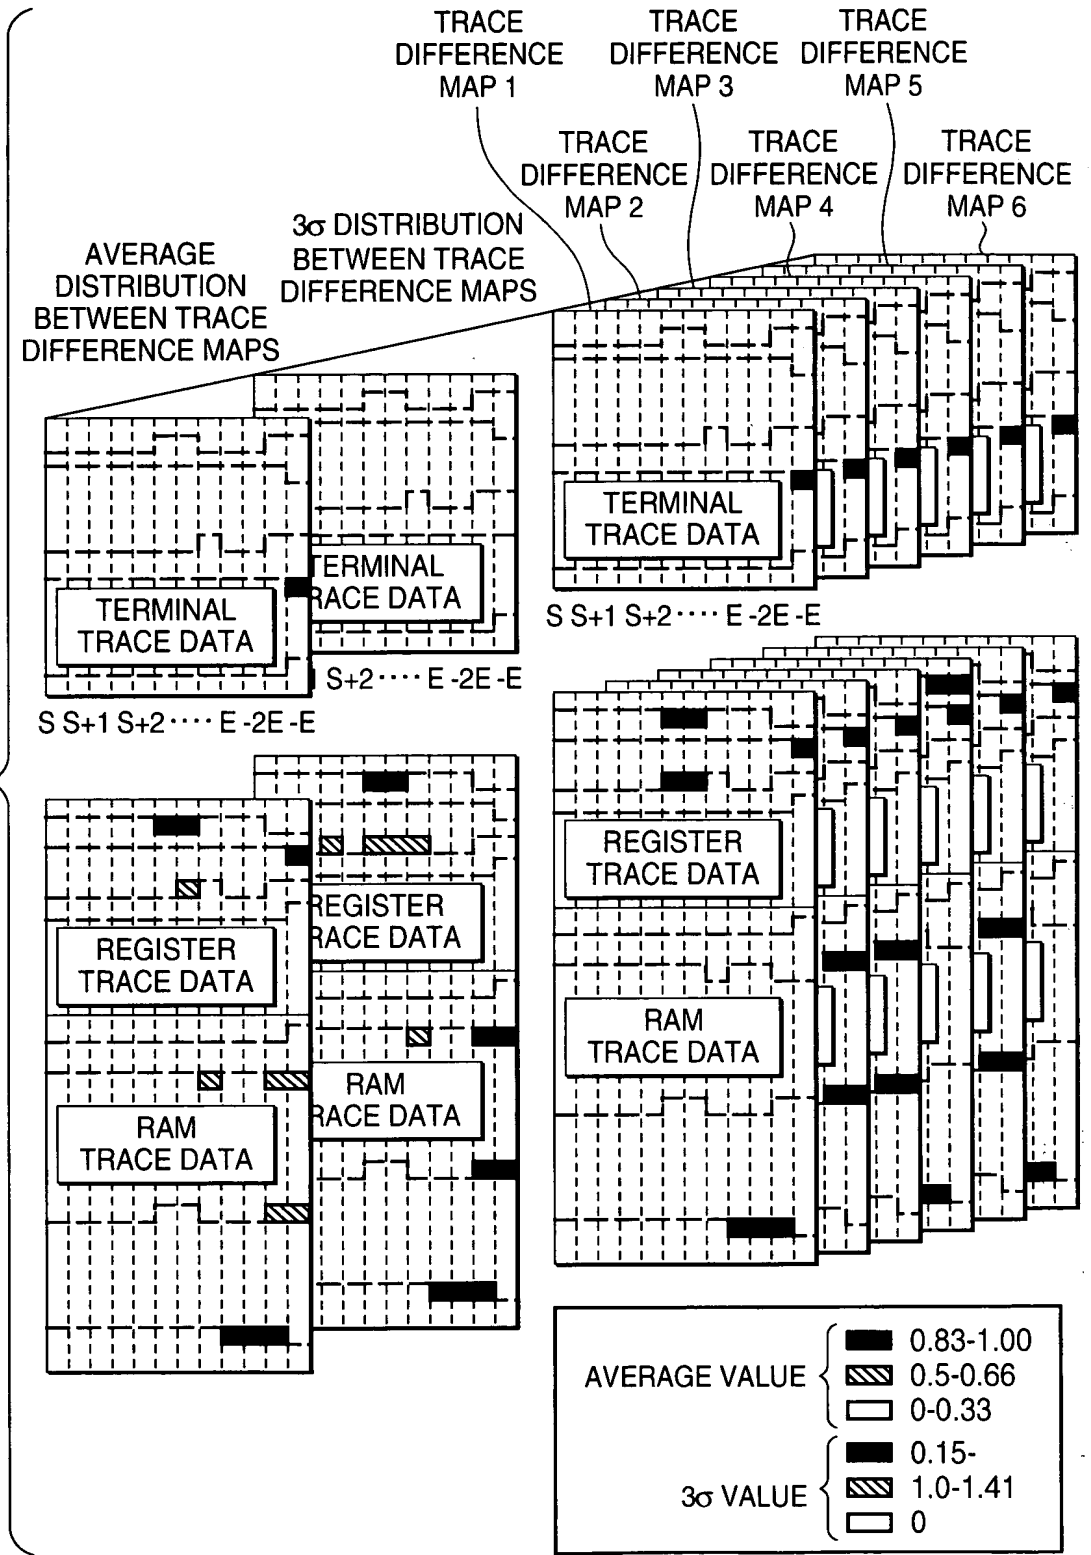 TRACE
DIFFERENCE
MAP 1
TRACE
DIFFERENCE
MAP 3
TRACE
DIFFERENCE
MAP 5
TRACE
DIFFERENCE
MAP 2
TRACE
DIFFERENCE
MAP 4
TRACE
DIFFERENCE
MAP 6
3σ DISTRIBUTION
BETWEEN TRACE
DIFFERENCE MAPS
AVERAGE
DISTRIBUTION
BETWEEN TRACE
DIFFERENCE MAPS
TERMINAL
TRACE DATA
S S+1 S+2 ···· E -2E -E
TERMINAL
RACE DATA
S+2 ···· E -2E -E
TERMINAL
TRACE DATA
S S+1 S+2 ···· E -2E -E
REGISTER
TRACE DATA
RAM
TRACE DATA
REGISTER
RACE DATA
RAM
RACE DATA
REGISTER
TRACE DATA
RAM
TRACE DATA
AVERAGE VALUE
0.83-1.00
0.5-0.66
0-0.33
3σ VALUE
0.15-
1.0-1.41
0